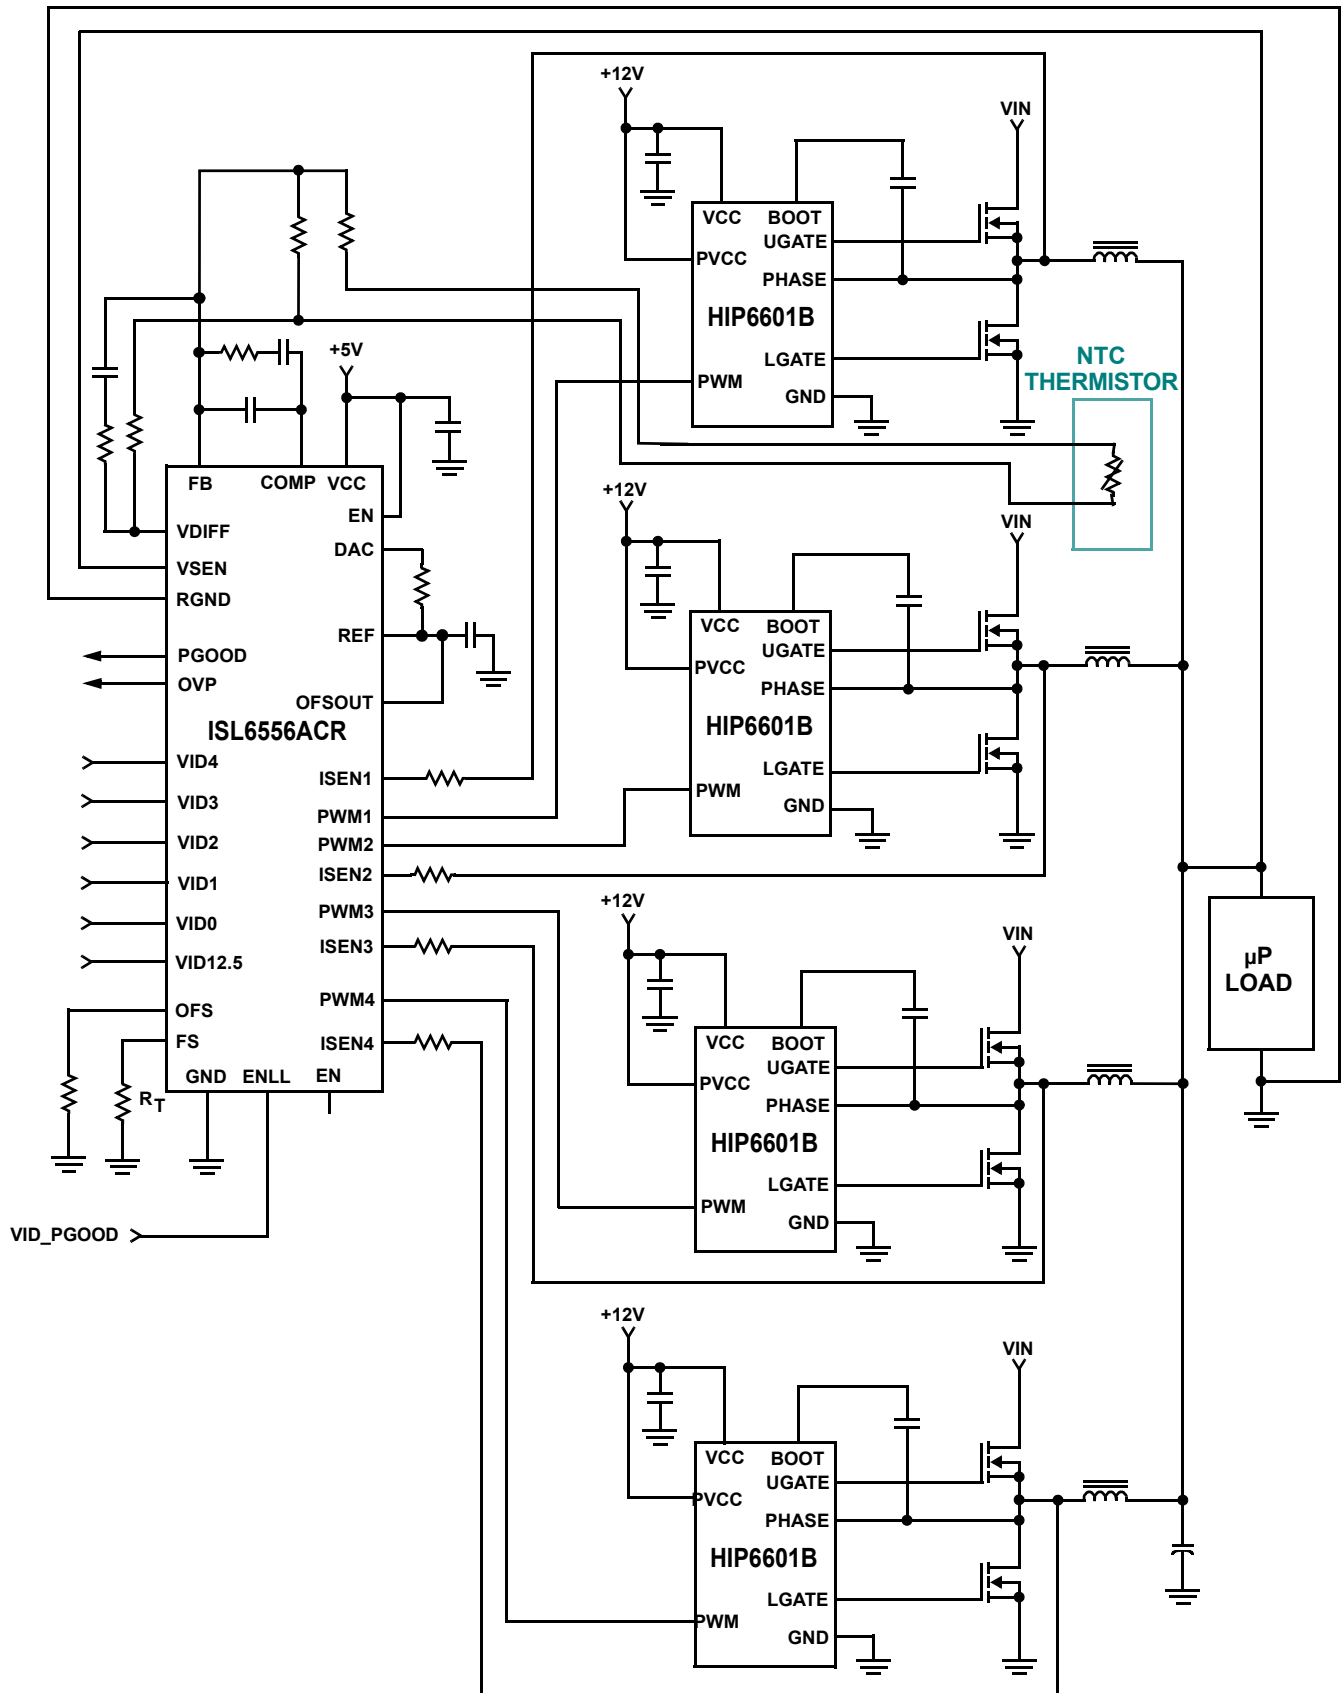 +12V
VIN
VCC
BOOT
UGATE
PVCC
PHASE
HIP6601B
LGATE
PWM
GND
NTC
THERMISTOR
+5V
FB
COMP
VCC
EN
VDIFF
DAC
VSEN
RGND
REF
PGOOD
OVP
OFSOUT
ISL6556ACR
VID4
ISEN1
VID3
PWM1
VID2
PWM2
VID1
ISEN2
VID0
PWM3
ISEN3
VID12.5
PWM4
OFS
FS
ISEN4
GND
ENLL
EN
RT
VID_PGOOD
+12V
VIN
VCC
BOOT
UGATE
PVCC
PHASE
HIP6601B
LGATE
PWM
GND
+12V
VIN
VCC
BOOT
UGATE
PVCC
PHASE
HIP6601B
LGATE
PWM
GND
µP
LOAD
+12V
VIN
VCC
BOOT
UGATE
PVCC
PHASE
HIP6601B
LGATE
PWM
GND